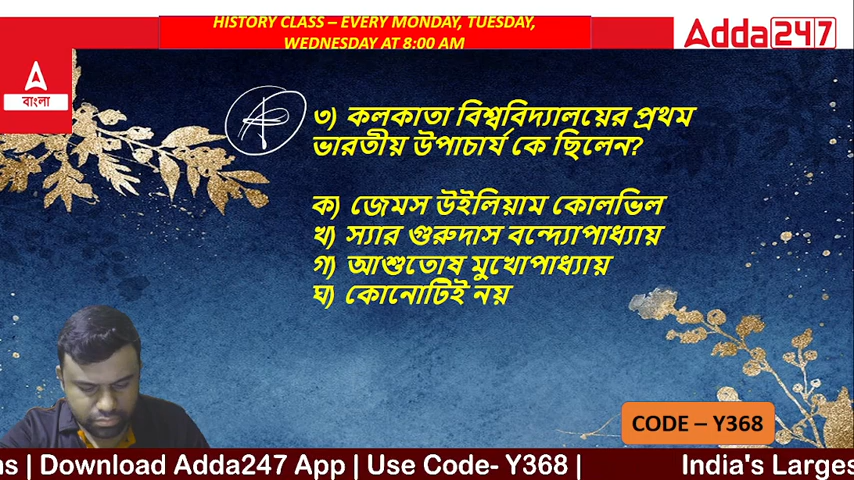 HISTORY CLASS – EVERY MONDAY, TUESDAY,
WEDNESDAY AT 8:00 AM
Adda247
A
বাংলা
৩) কলকাতা বিশ্ববিদ্যালয়ের প্রথম
ভারতীয় উপাচার্য কে ছিলেন?
ক) জেমস উইলিয়াম কোলভিল
খ) স্যার গুরুদাস বন্দ্যোপাধ্যায়
গ) আশুতোষ মুখোপাধ্যায়
ঘ) কোনোটিই নয়
CODE – Y368
ns | Download Adda247 App | Use Code- Y368 | India's Larges